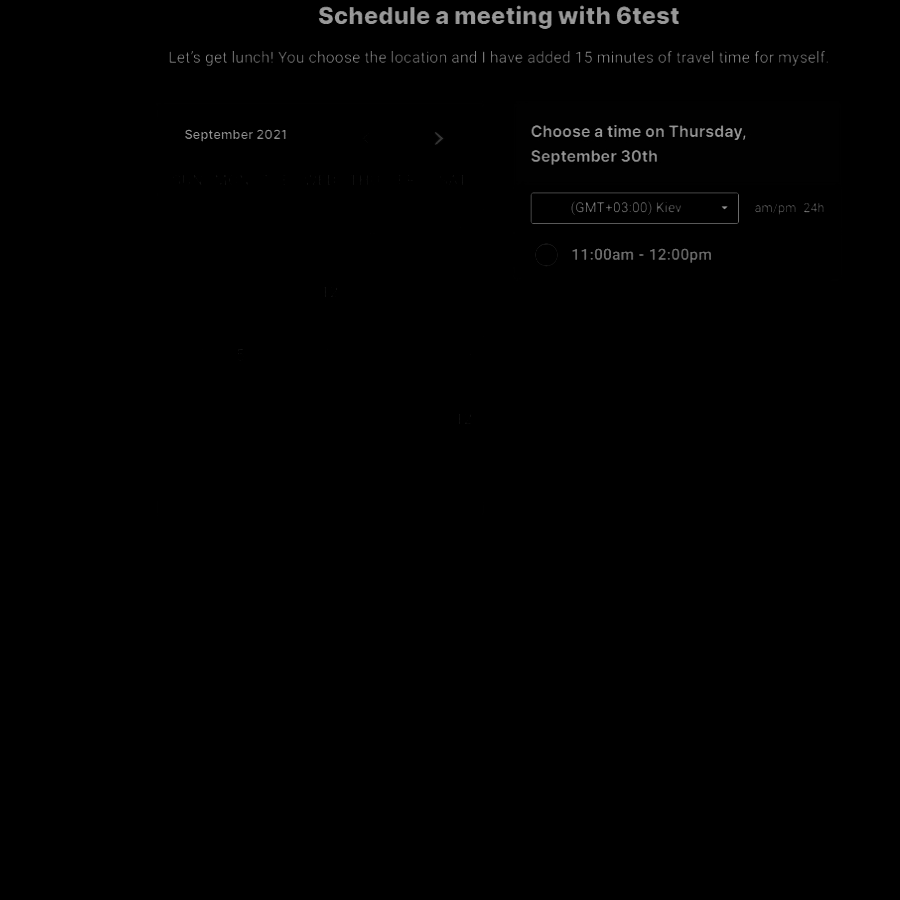 Schedule a meeting with 6test
Let's get lunch! You choose the location and I have added 15 minutes of travel time for myself.
September 2021
Choose a time on Thursday,
September 30th
(GMT+03:00) Kiev
am/pm 24h
11:00am - 12:00pm